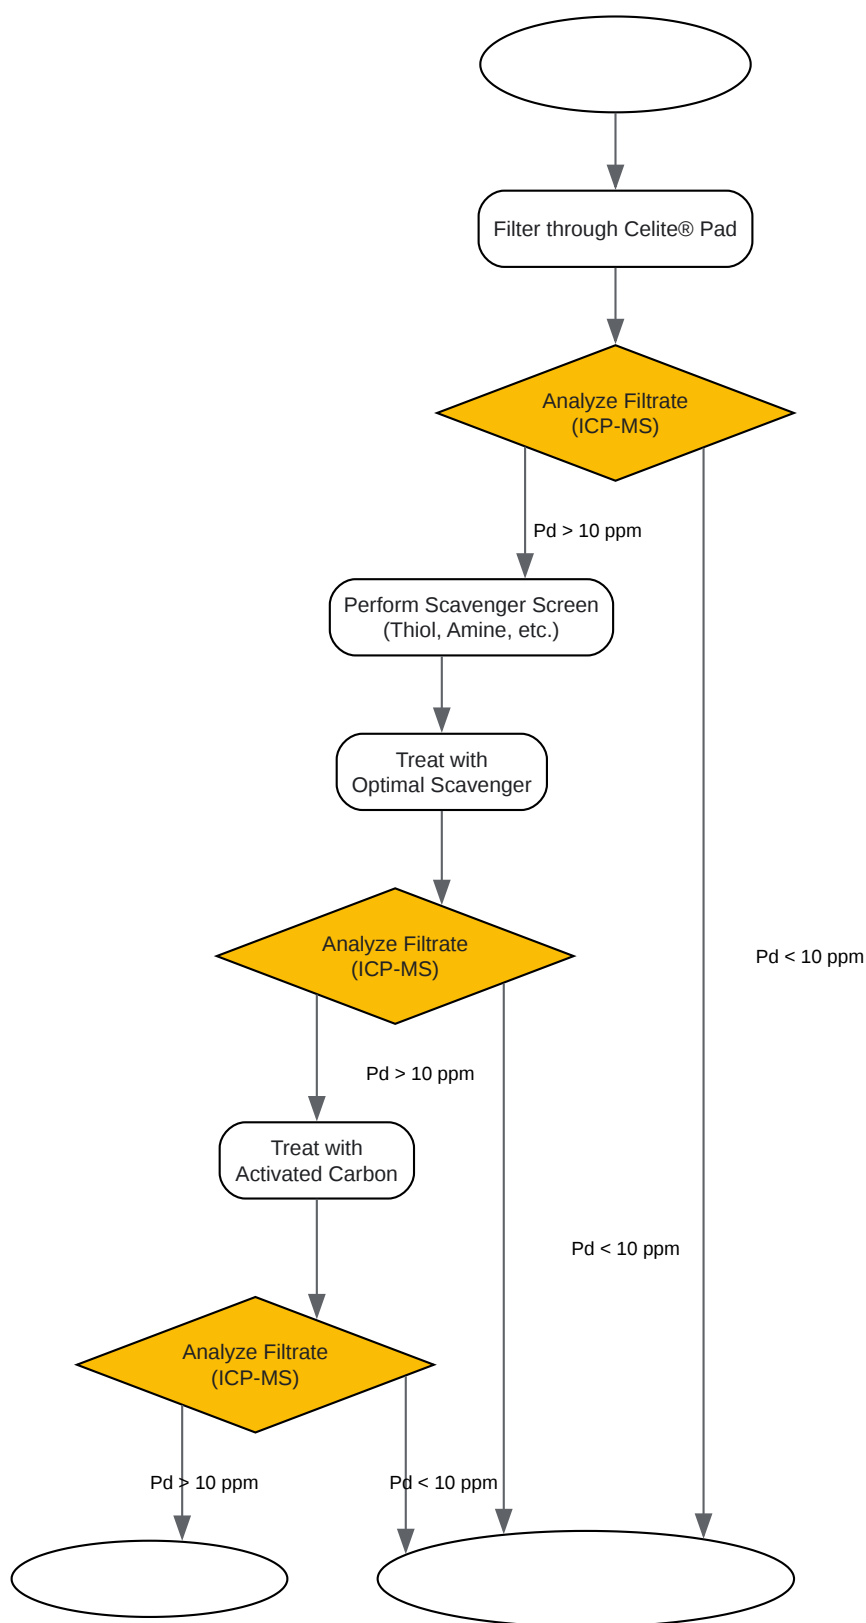 Filter through Celite® Pad
Analyze Filtrate
(ICP-MS)
Pd > 10 ppm
Perform Scavenger Screen
(Thiol, Amine, etc.)
Treat with
Optimal Scavenger
Analyze Filtrate
(ICP-MS)
Pd < 10 ppm
Pd > 10 ppm
Treat with
Activated Carbon
Pd < 10 ppm
Analyze Filtrate
(ICP-MS)
Pd > 10 ppm
Pd < 10 ppm